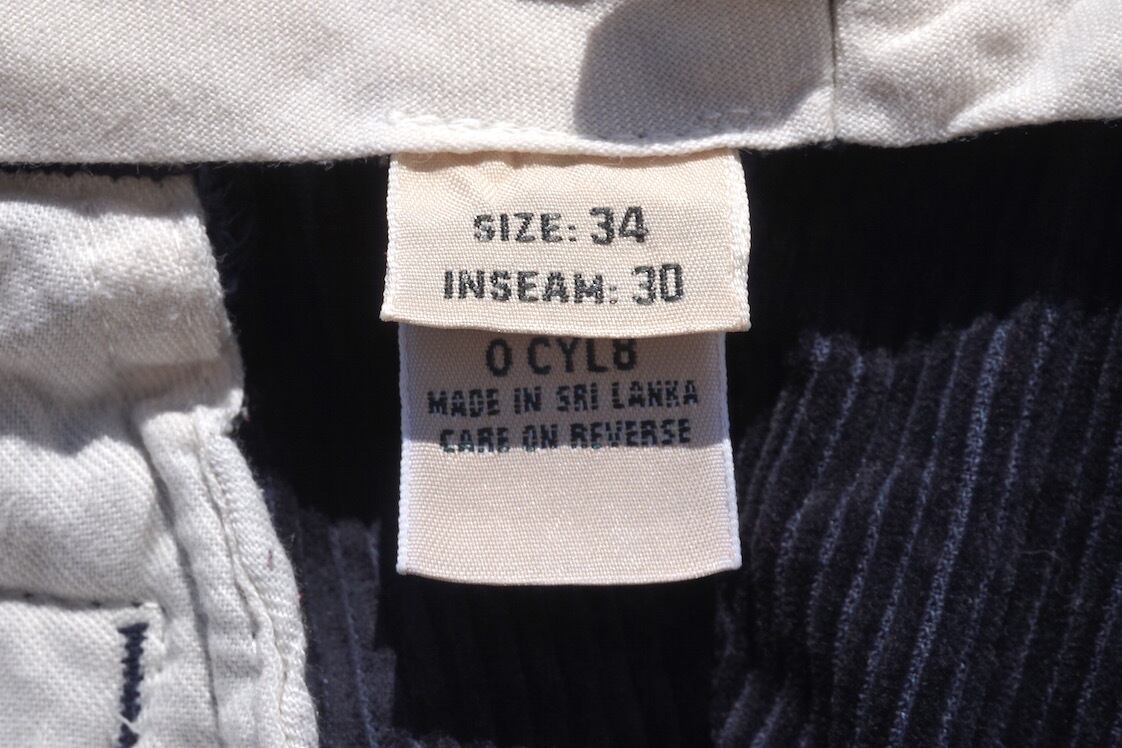 SIZE: 34
INSEAM: 30
0 CYL8
MADE IN SRI LANKA
CARE ON REVERSE